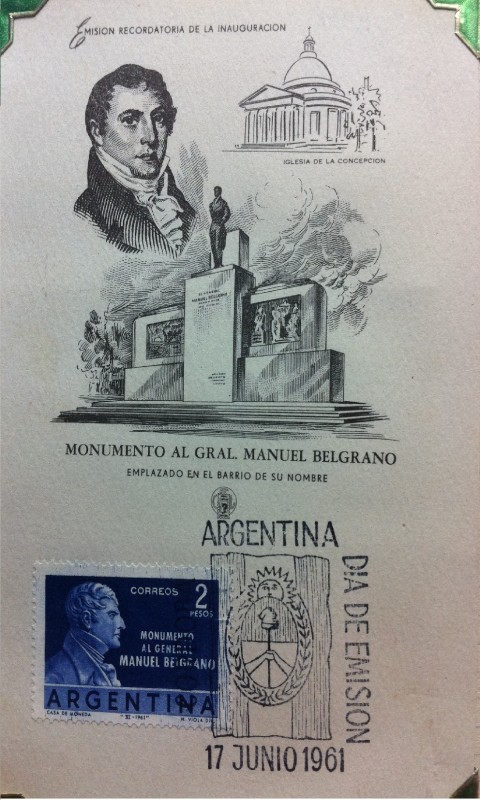 EMISION RECORDATORIA DE LA INAUGURACION
IGLESIA DE LA CONCEPCION
MANUEL BELGRANO
MONUMENTO AL GRAL. MANUEL BELGRANO
EMPLAZADO EN EL BARRIO DE SU NOMBRE
ARGENTINA
DIA DE EMISION
17 JUNIO 1961
CORREOS 2
PESOS
MONUMENTO
AL GENERAL
MANUEL BELGRANO
ARGENTINA
CASA DE MONEDA
1961